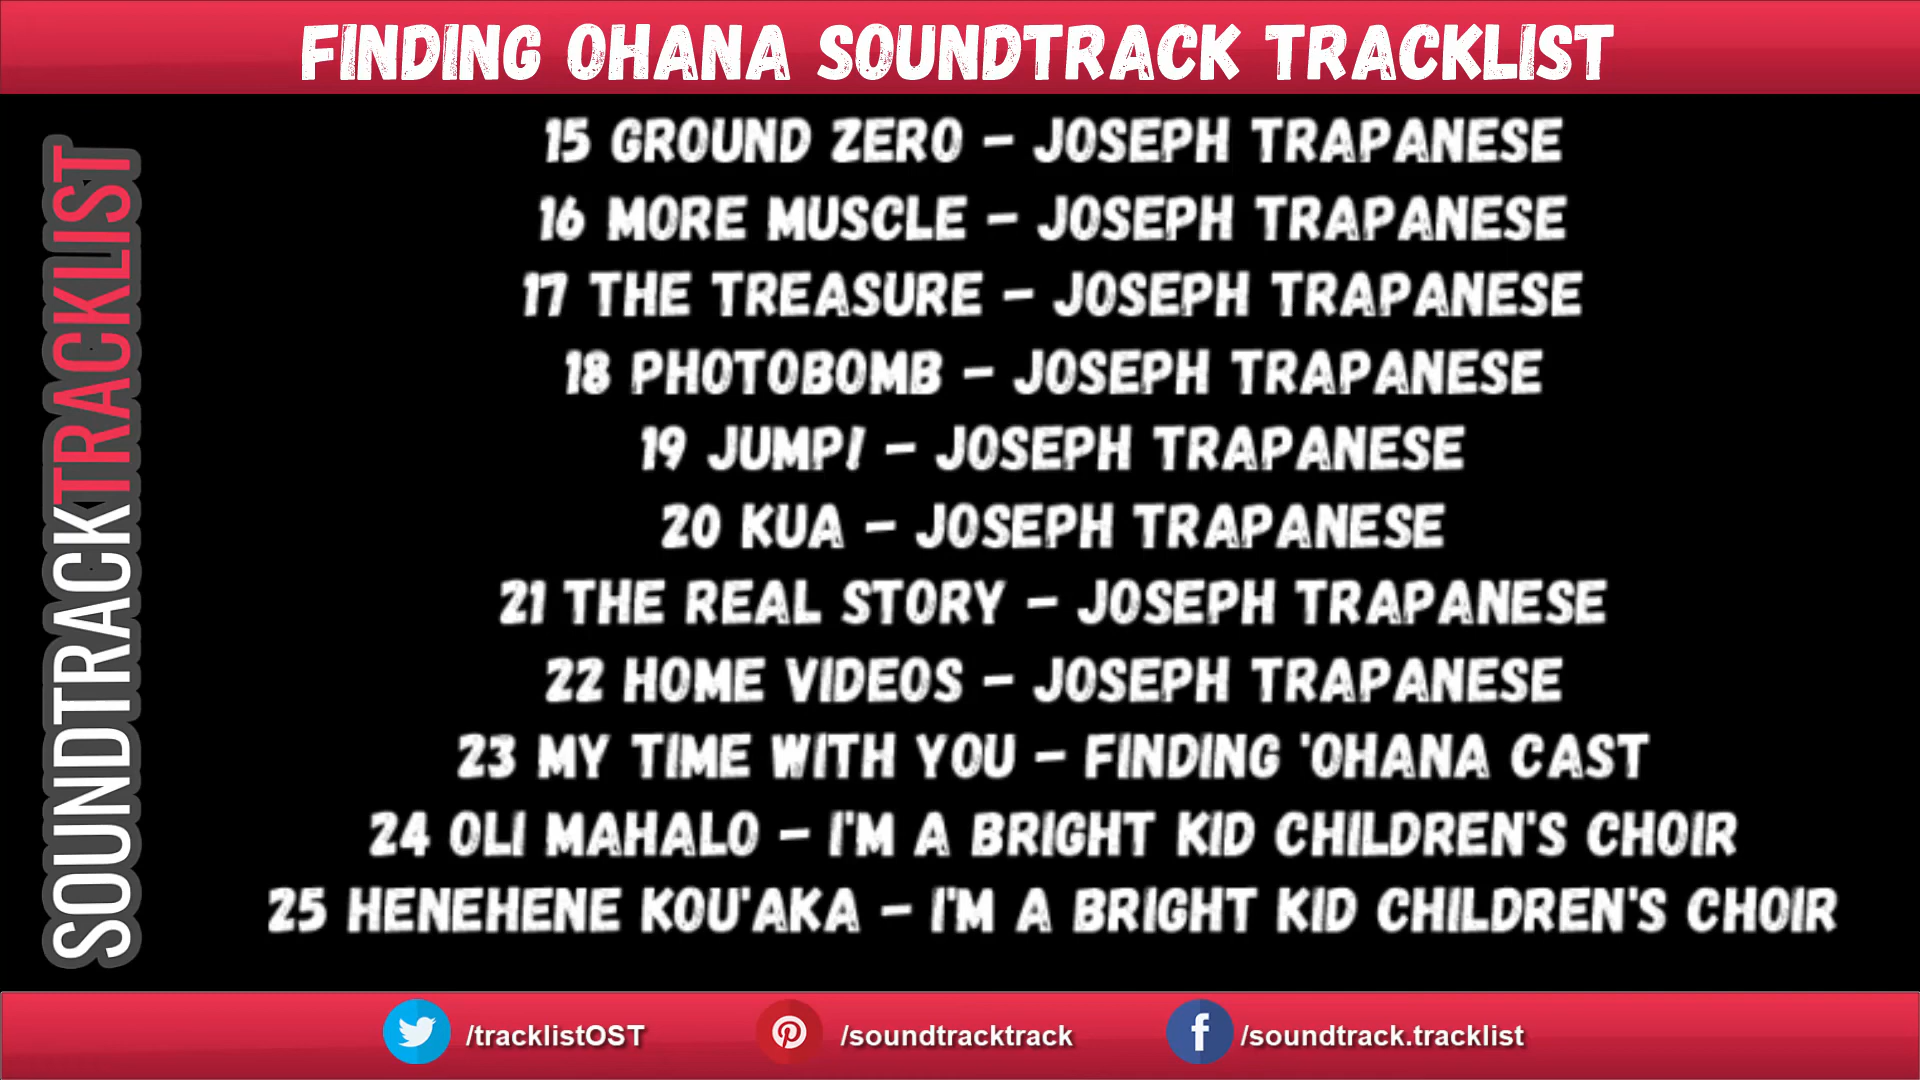 FINDING OHANA SOUNDTRACK TRACKLIST
SOUNDTRACKTRACKLIST
15 GROUND ZERO – JOSEPH TRAPANESE
16 MORE MUSCLE – JOSEPH TRAPANESE
17 THE TREASURE – JOSEPH TRAPANESE
18 PHOTOBOMB – JOSEPH TRAPANESE
19 JUMP! – JOSEPH TRAPANESE
20 KUA – JOSEPH TRAPANESE
21 THE REAL STORY – JOSEPH TRAPANESE
22 HOME VIDEOS – JOSEPH TRAPANESE
23 MY TIME WITH YOU – FINDING 'OHANA CAST
24 OLI MAHALO – I'M A BRIGHT KID CHILDREN'S CHOIR
25 HENEHENE KOU'AKA – I'M A BRIGHT KID CHILDREN'S CHOIR
/tracklistOST /soundtracktrack /soundtrack.tracklist